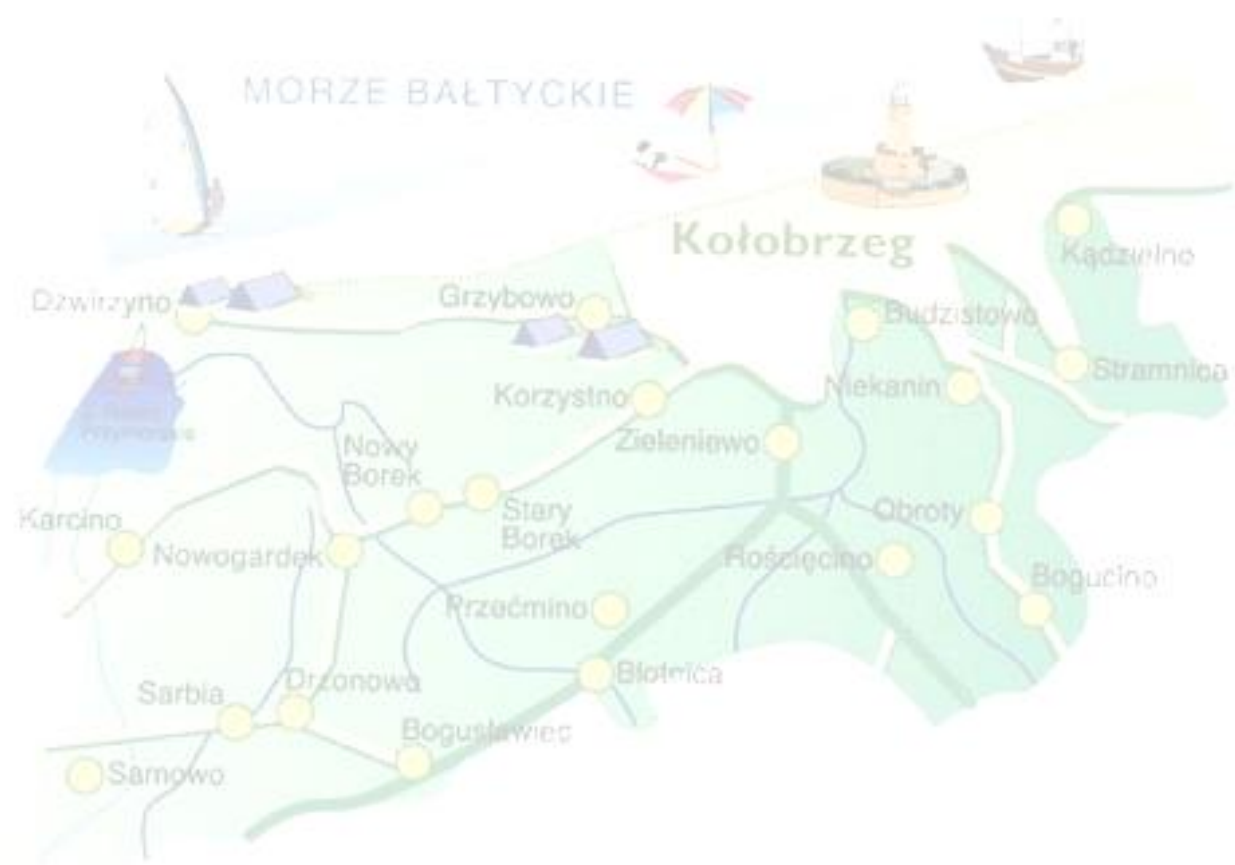 MORZE BAŁTYCKIE
Kołobrzeg
Kądzielno
Dźwirzyno
Grzybowo
Budzistowo
Stramnica
Niekanin
Korzystno
Zieleniewo
Nowy
Borek
Stary
Borek
Karcino
Nowogardek
Obroty
Rościęcino
Bogucino
Przećmino
Błotnica
Sarbia
Drzonowo
Bogusławiec
Samowo